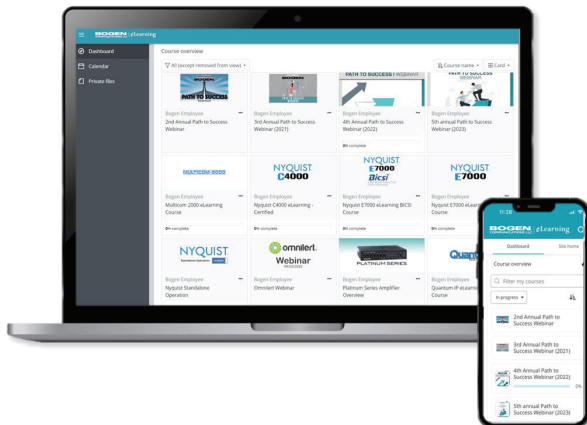 BOGEN | eLearning
Dashboard
Calendar
Private files
Course overview
All (except removed from view)
Course name
Card
BOGEN
PATH TO SUCCESS
PATH TO SUCCESS | WEBINAR
PATH TO SUCCESS
WEBINAR
Bogen Employee
2nd Annual Path to Success
Webinar
Bogen Employee
3rd Annual Path to Success
Webinar (2021)
Bogen Employee
4th Annual Path to Success
Webinar (2022)
0% complete
Bogen Employee
5th annual Path to Success
Webinar (2023)
MULTICOM 2000
Bogen Employee
Multicom 2000 eLearning
Course
0% complete
NYQUIST
C4000
Bogen Employee
Nyquist C4000 eLearning -
Certified
0% complete
NYQUIST
E7000
Bicsi
Bogen Employee
Nyquist E7000 eLearning BICSI
Course
0% complete
NYQUIST
E7000
Bogen Employee
Nyquist E7000 eLearning
Course
0% complete
NYQUIST
Bogen Employee
Nyquist Standalone
Operation
omnilert
Webinar
Bogen Employee
Omnilert Webinar
PLATINUM SERIES
Bogen Employee
Platinum Series Amplifier
Overview
Quantum
Bogen Employee
Quantum IP eLearning
Course
11:28
BOGEN | eLearning
Dashboard
Site home
Course overview
Filter my courses
In progress
2nd Annual Path to
Success Webinar
3rd Annual Path to
Success Webinar (2021)
4th Annual Path to
Success Webinar (2022)
0%
5th annual Path to
Success Webinar (2023)